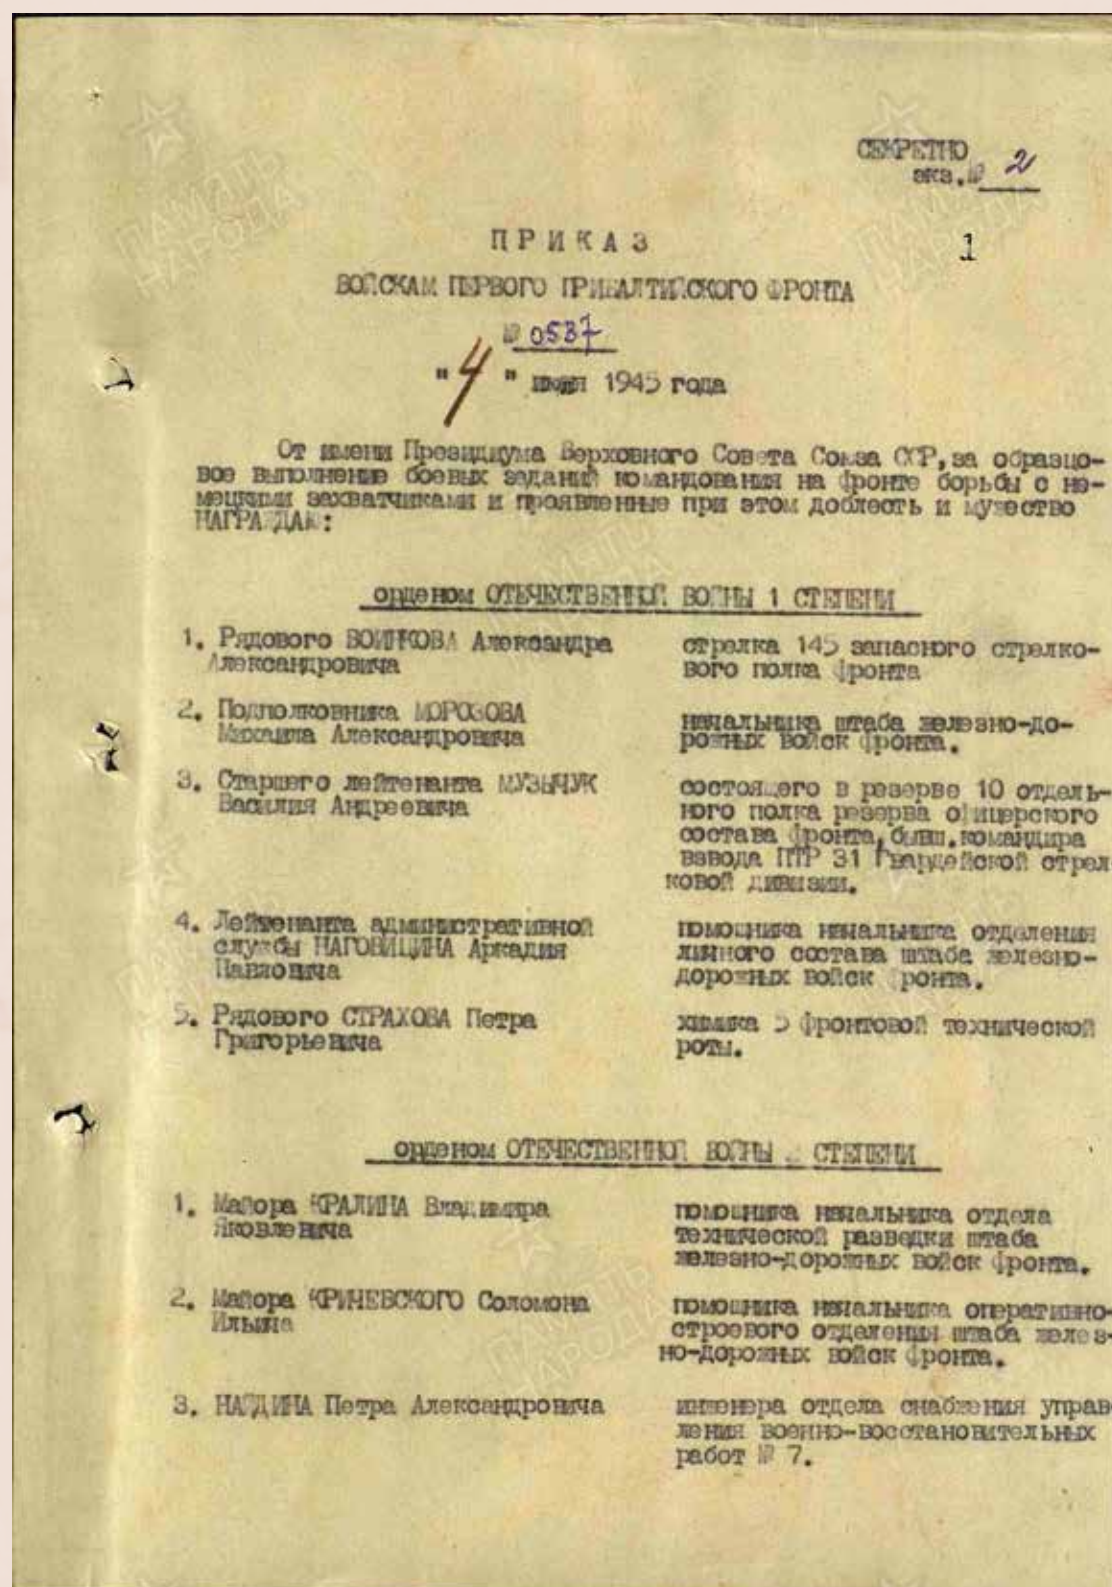 СЕКРЕТНО
экз.№ 2
1
ПРИКАЗ
ВОЙСКАМ ПЕРВОГО ПРИБАЛТИЙСКОГО ФРОНТА
№ 0537
"4" 1945 года
От имени Президиума Верховного Совета Союза ССР, за образцо-
вое выполнение боевых заданий командования на фронте борьбы с не-
мецкими захватчиками и проявленные при этом доблесть и мужество
НАГРАЖДАЮ:
орденом ОТЕЧЕСТВЕННОЙ ВОЙНЫ 1 СТЕПЕНИ
1. Рядового ВОИНКОВА Александра
Александровича
стрелка 145 запасного стрелко-
вого полка фронта
2. Подполковника МОРОЗОВА
Михаила Александровича
начальника штаба железно-до-
рожных войск фронта.
3. Старшего лейтенанта МУЗЫЧУК
Василия Андреевича
состоящего в резерве 10 отдель-
ного полка резерва офицерского
состава фронта, бывш. командира
взвода ПТР 31 Гвардейской стрел
ковой дивизии.
4. Лейтенанта административной
службы НАГОВИЦИНА Аркадия
Павловича
помощника начальника отделения
личного состава штаба железно-
дорожных войск фронта.
5. Рядового СТРАХОВА Петра
Григорьевича
химика 5 фронтовой технической
роты.
орденом ОТЕЧЕСТВЕННОЙ ВОЙНЫ СТЕПЕНИ
1. Майора КРАЛИНА Владимира
Яковлевича
помощника начальника отдела
технической разведки штаба
железно-дорожных войск фронта.
2. Майора КРИЧЕВСКОГО Соломона
Ильича
помощника начальника оперативно-
строевого отделения штаба желез-
но-дорожных войск фронта.
3. Петра Александровича
инженера отдела снабжения управ
ления военно-восстановительных
работ № 7.
ПАМЯТЬ
НАРОДА